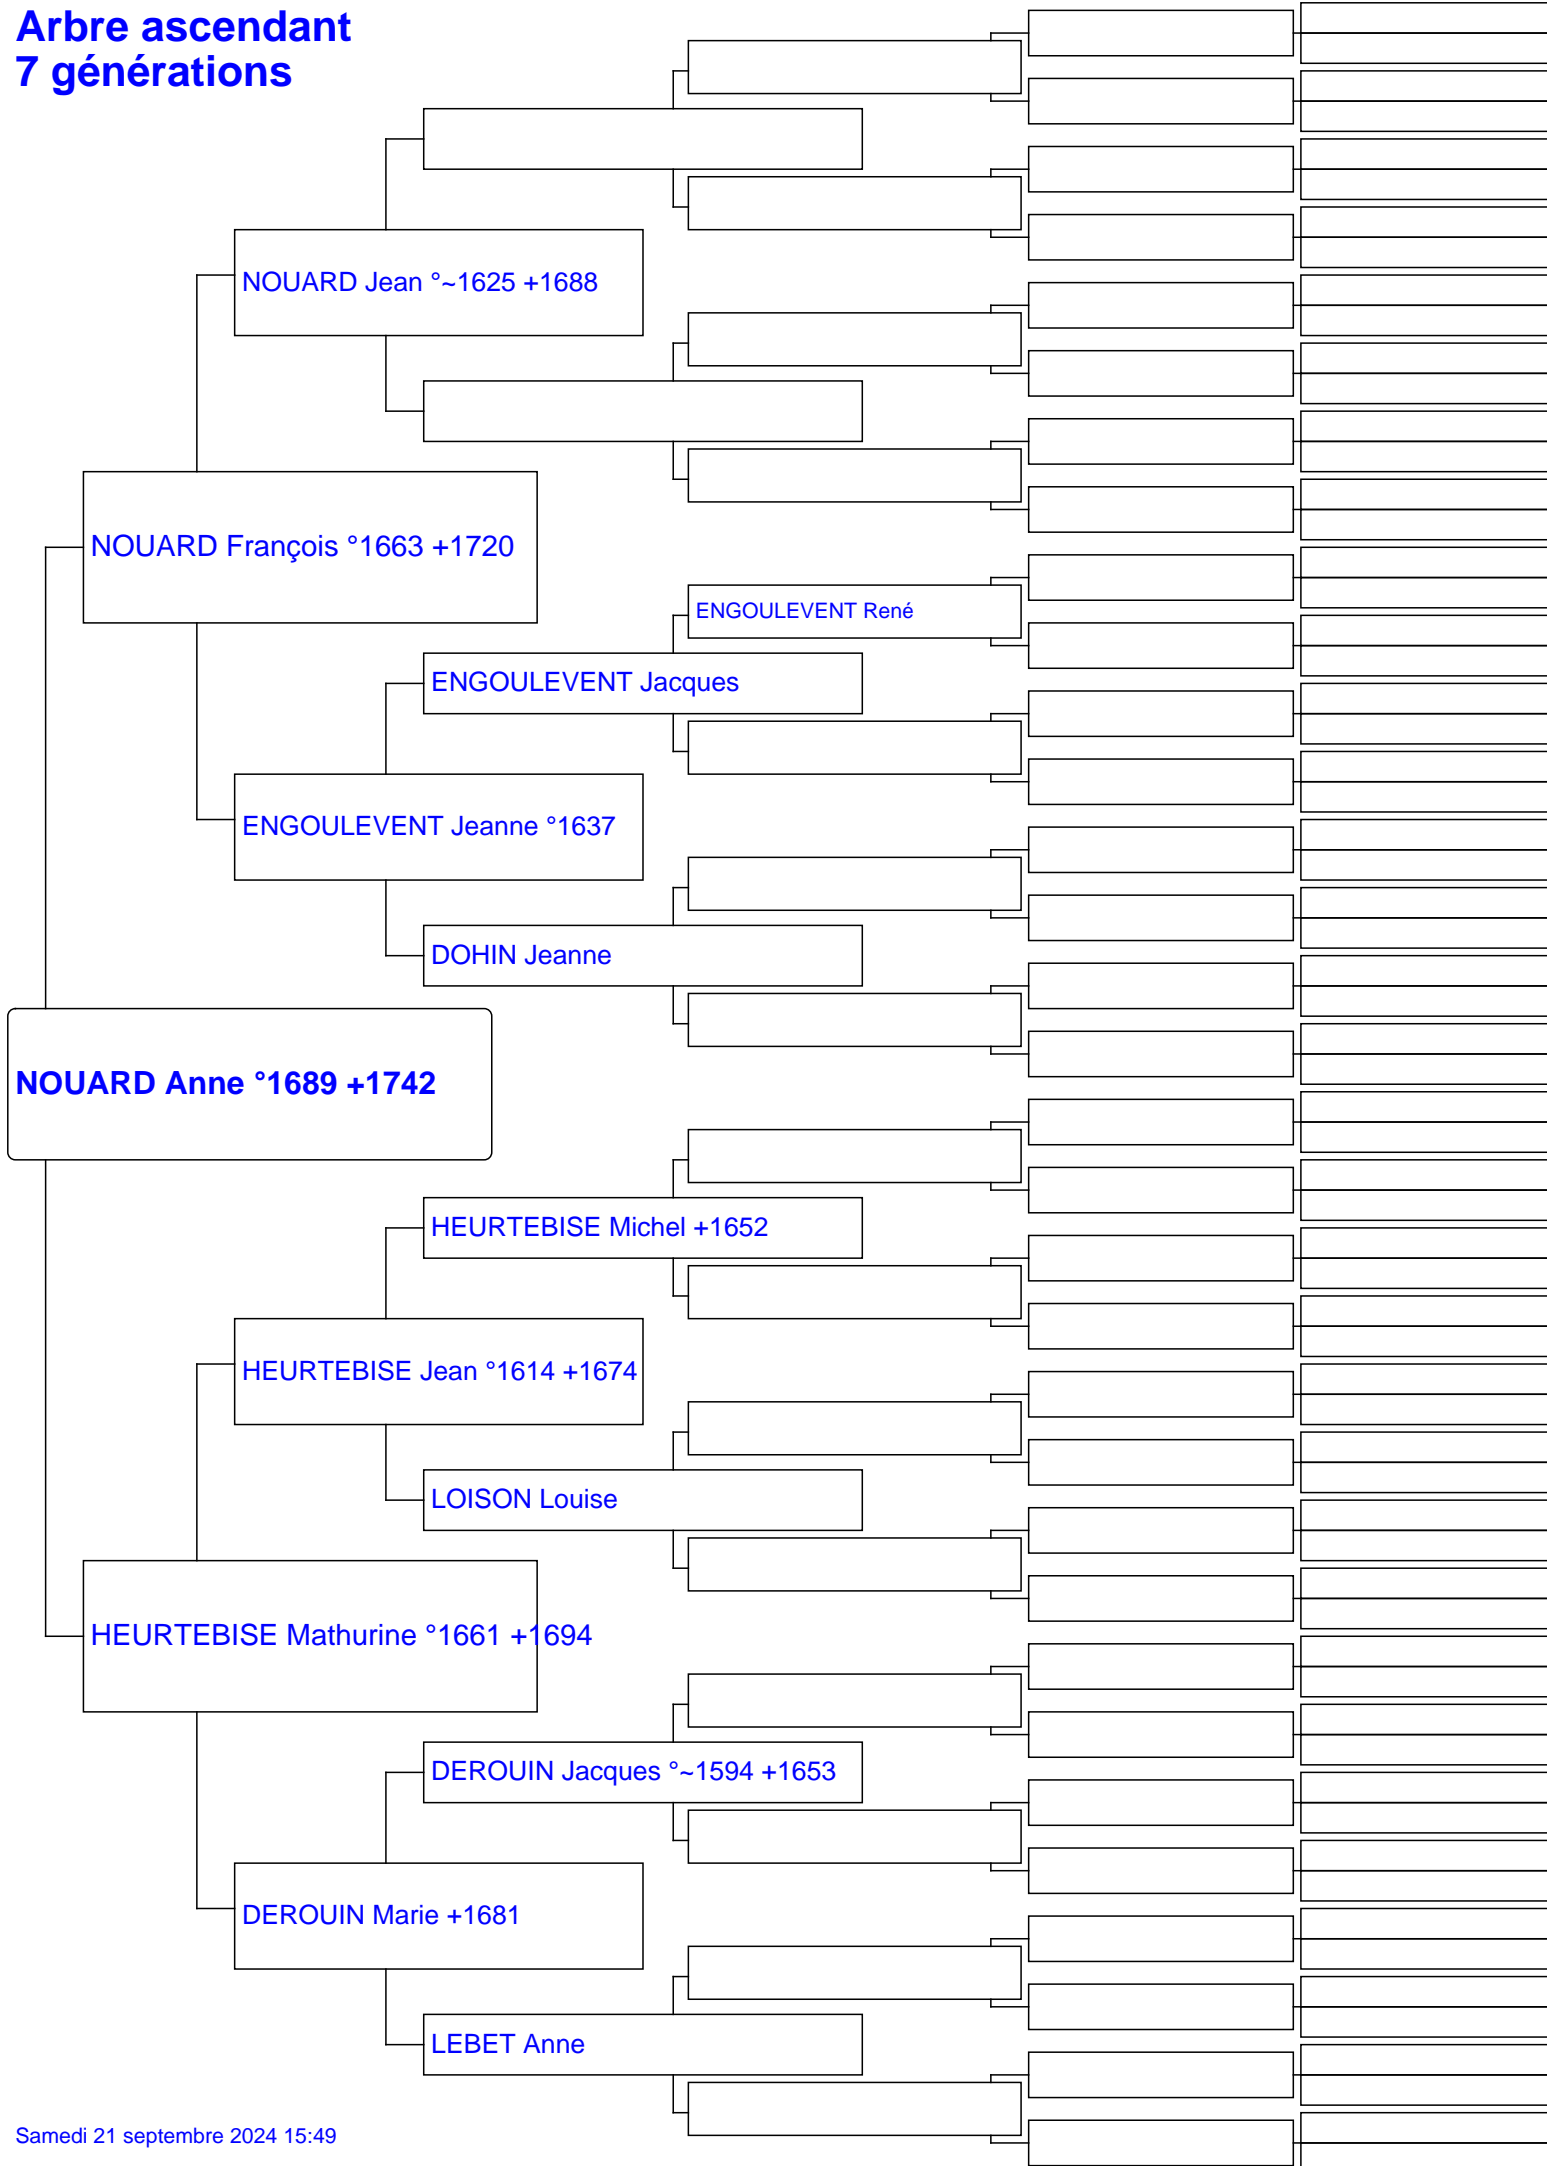 Arbre ascendant
7 générations
NOUARD Jean °~1625 +1688
NOUARD François °1663 +1720
ENGOULEVENT René
ENGOULEVENT Jacques
ENGOULEVENT Jeanne °1637
DOHIN Jeanne
NOUARD Anne °1689 +1742
HEURTEBISE Michel +1652
HEURTEBISE Jean °1614 +1674
LOISON Louise
HEURTEBISE Mathurine °1661 +1694
DEROUIN Jacques °~1594 +1653
DEROUIN Marie +1681
LEBET Anne
Samedi 21 septembre 2024 15:49